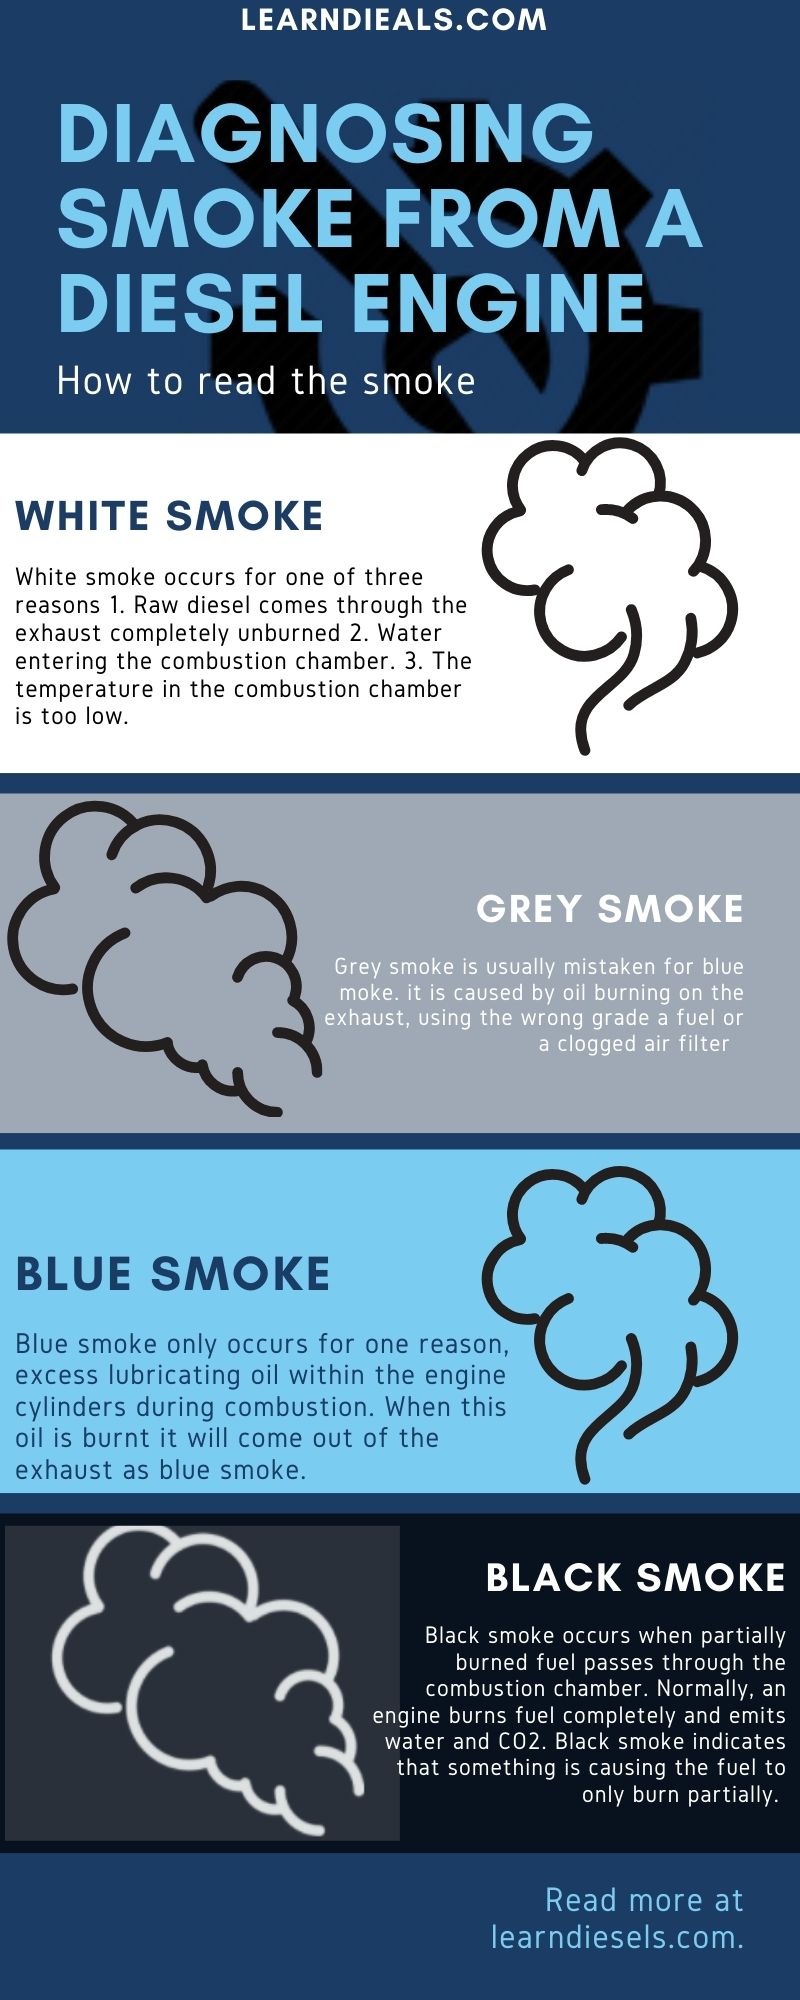 LEARNDIEALS.COM
DIAGNOSING
SMOKE FROM A
DIESEL ENGINE
How to read the smoke
WHITE SMOKE
White smoke occurs for one of three
reasons 1. Raw diesel comes through the
exhaust completely unburned 2. Water
entering the combustion chamber. 3. The
temperature in the combustion chamber
is too low.
GREY SMOKE
Grey smoke is usually mistaken for blue
moke. it is caused by oil burning on the
exhaust, using the wrong grade a fuel or
a clogged air filter
BLUE SMOKE
Blue smoke only occurs for one reason,
excess lubricating oil within the engine
cylinders during combustion. When this
oil is burnt it will come out of the
exhaust as blue smoke.
BLACK SMOKE
Black smoke occurs when partially
burned fuel passes through the
combustion chamber. Normally, an
engine burns fuel completely and emits
water and CO2. Black smoke indicates
that something is causing the fuel to
only burn partially.
Read more at
learndiesels.com.